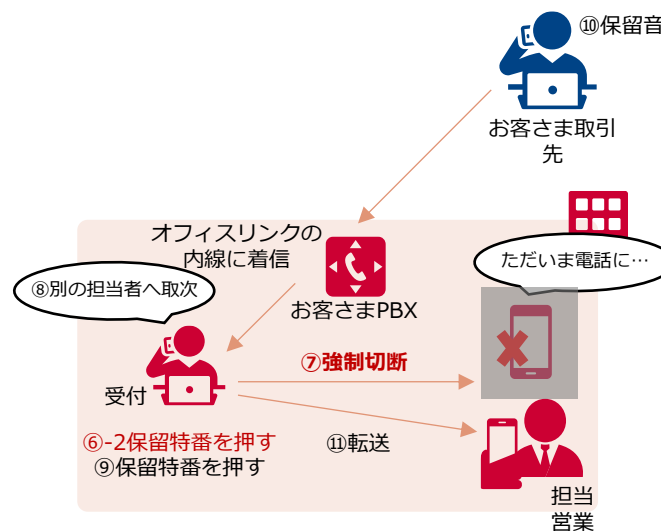 ⑩保留音
お客さま取引
先
オフィスリンクの
内線に着信
ただいま電話に…
⑧別の担当者へ取次
お客さまPBX
⑦強制切断
受付
⑥-2保留特番を押す
⑨保留特番を押す
⑪転送
担当
営業